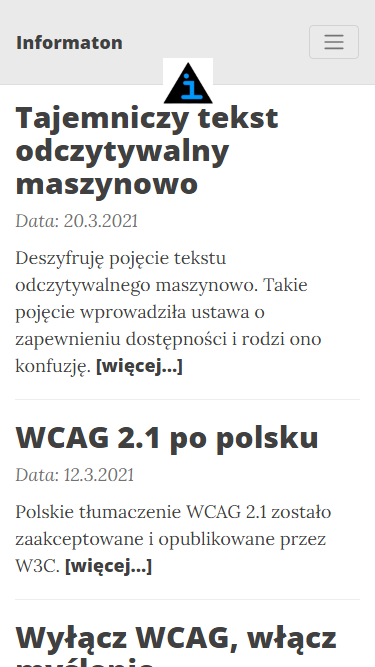 Informaton
i
Tajemniczy tekst
odczytywalny
maszynowo
Data: 20.3.2021
Deszyfruję pojęcie tekstu
odczytywalnego maszynowo. Takie
pojęcie wprowadziła ustawa o
zapewnieniu dostępności i rodzi ono
konfuzję. [więcej...]
WCAG 2.1 po polsku
Data: 12.3.2021
Polskie tłumaczenie WCAG 2.1 zostało
zaakceptowane i opublikowane przez
W3C. [więcej...]
Wyłącz WCAG, włącz
myślenie